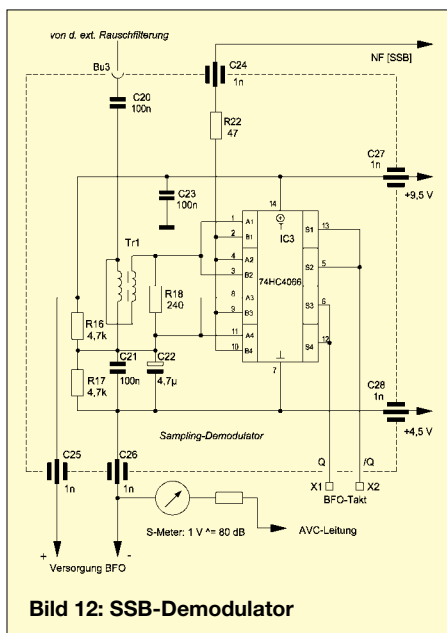 von d. ext. Rauschfilterung
Bu3
C20
100n
C24
1n
NF [SSB]
R22
47
C27
1n
+9,5 V
C23
100n
14
Tr1
R18
240
IC3
74HC4066
1
A1
2
B1
4
A2
3
B2
8
A3
9
B3
11
A4
10
B4
S1
13
S2
5
S3
6
S4
12
7
R16
4,7k
R17
4,7k
C21
100n
C22
4,7µ
C28
1n
+4,5 V
Sampling-Demodulator
C25
1n
C26
1n
Q
/Q
X1
X2
BFO-Takt
S-Meter: 1 V ^= 80 dB
AVC-Leitung
+
-
Versorgung BFO
Bild 12: SSB-Demodulator